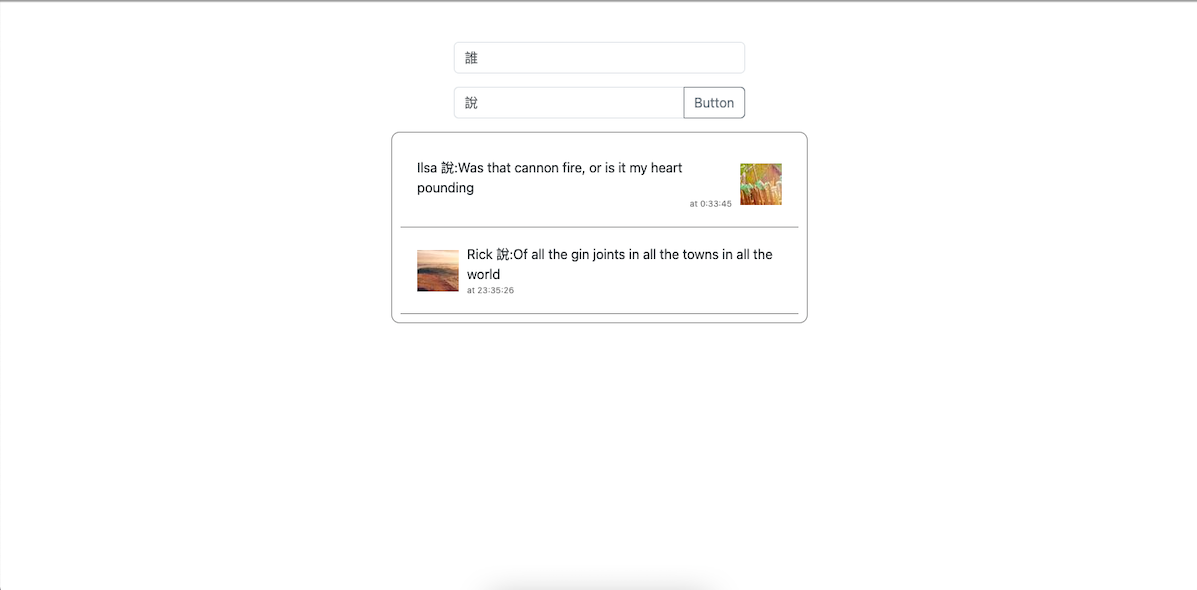 誰
說
Button
Ilsa 說:Was that cannon fire, or is it my heart
pounding
at 0:33:45
Rick 說:Of all the gin joints in all the towns in all the
world
at 23:35:26